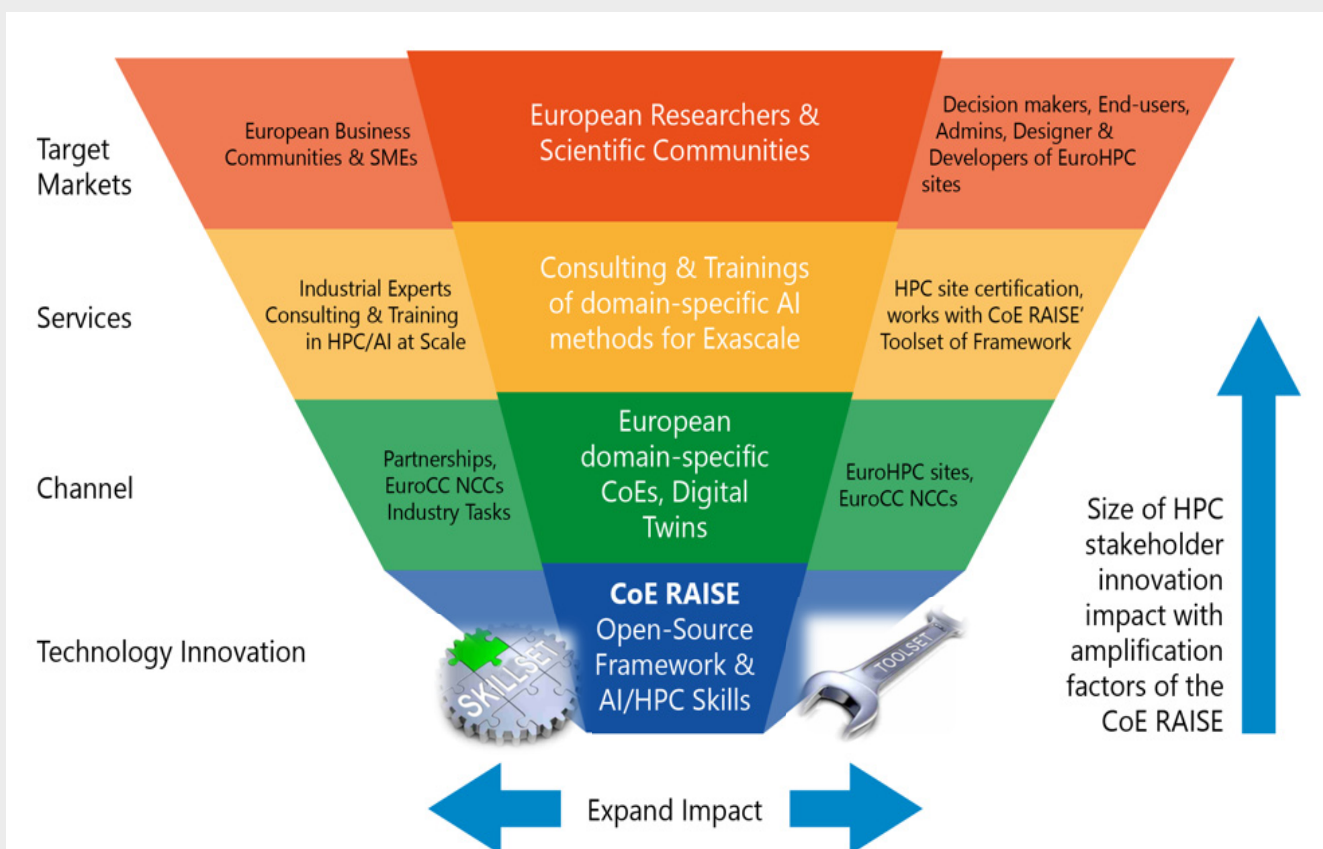 Target
Markets
European Business
Communities & SMEs
European Researchers &
Scientific Communities
Decision makers, End-users,
Admins, Designer &
Developers of EuroHPC
sites
Services
Industrial Experts
Consulting & Training
in HPC/AI at Scale
Consulting & Trainings
of domain-specific AI
methods for Exascale
HPC site certification,
works with CoE RAISE'
Toolset of Framework
Channel
Partnerships,
EuroCC NCCs
Industry Tasks
European
domain-specific
CoEs, Digital
Twins
EuroHPC sites,
EuroCC NCCs
Technology Innovation
SKILLSET
CoE RAISE
Open-Source
Framework &
AI/HPC Skills
TOOLSET
Size of HPC
stakeholder
innovation
impact with
amplification
factors of the
CoE RAISE
Expand Impact